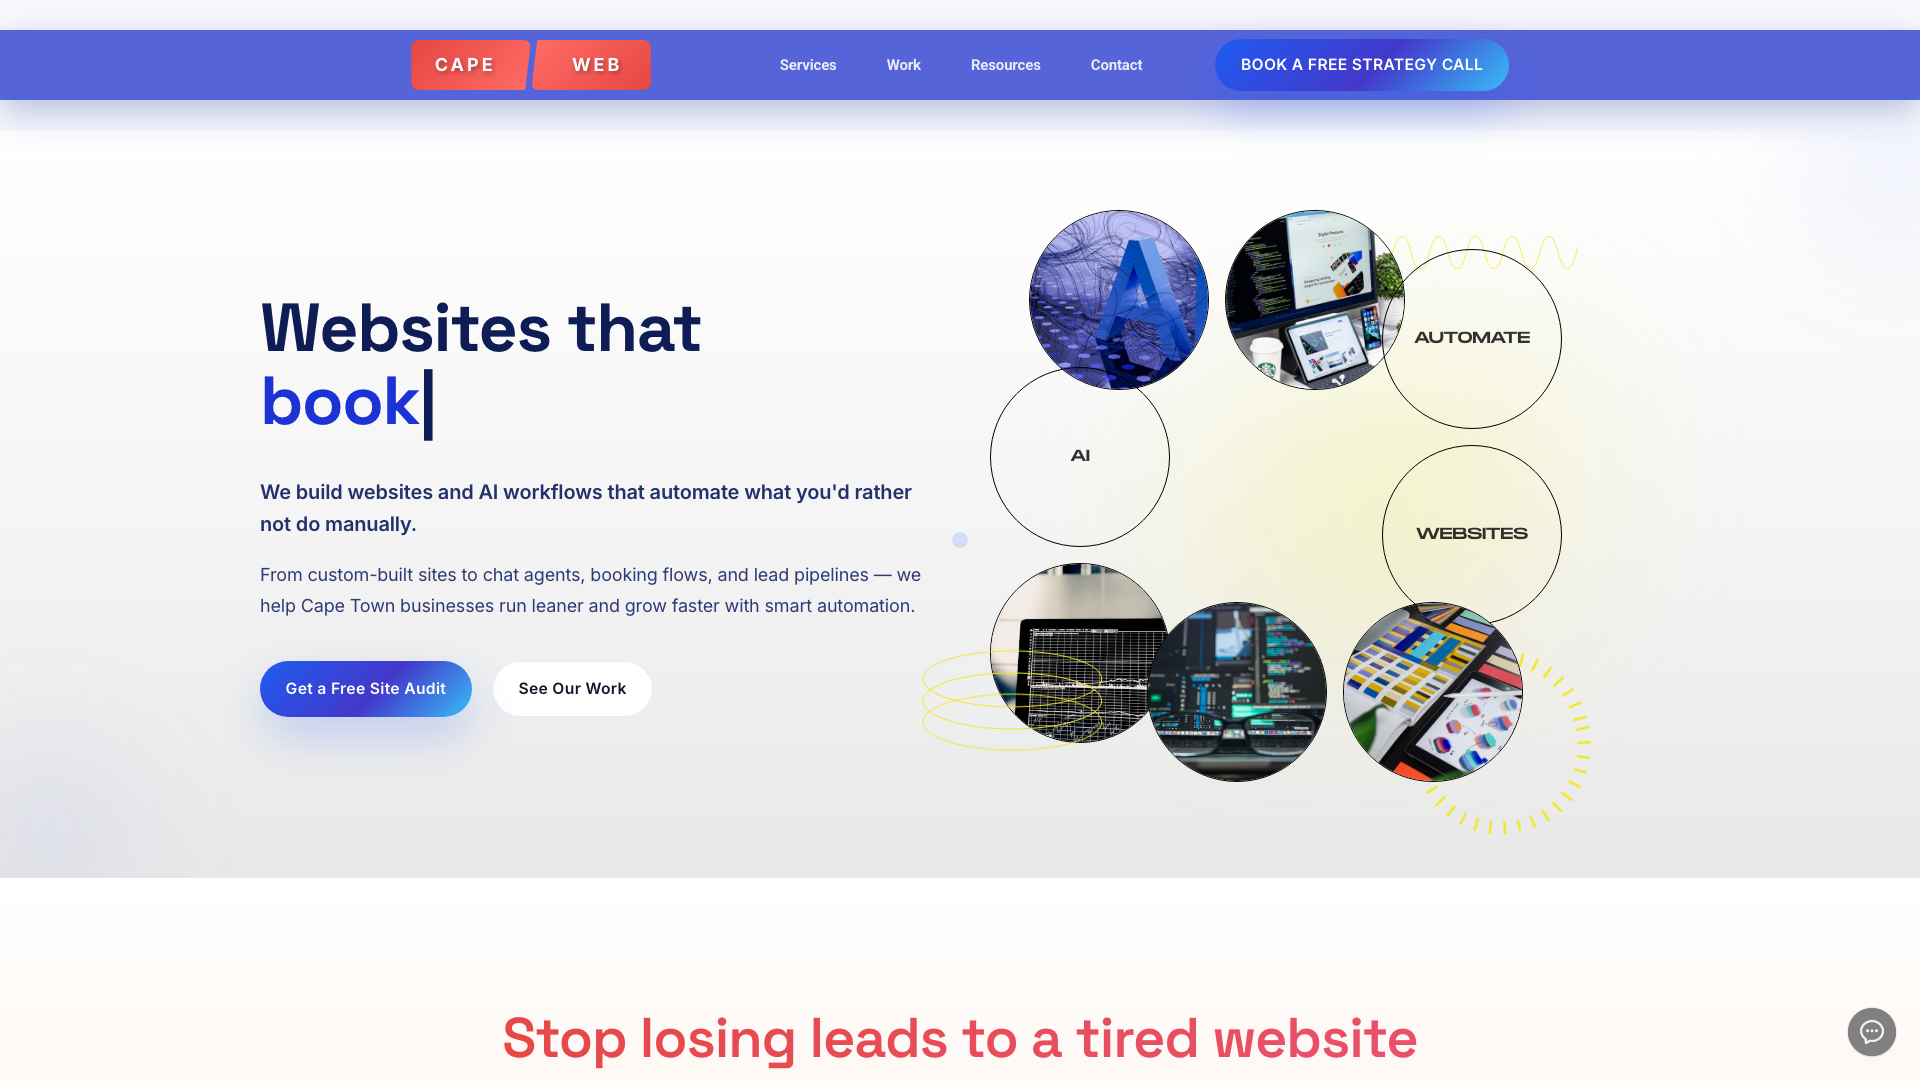 CAPE WEB
Services
Work
Resources
Contact
BOOK A FREE STRATEGY CALL
Websites that
book
We build websites and AI workflows that automate what you'd rather
not do manually.
From custom-built sites to chat agents, booking flows, and lead pipelines — we
help Cape Town businesses run leaner and grow faster with smart automation.
Get a Free Site Audit
See Our Work
AUTOMATE
AI
WEBSITES
Stop losing leads to a tired website